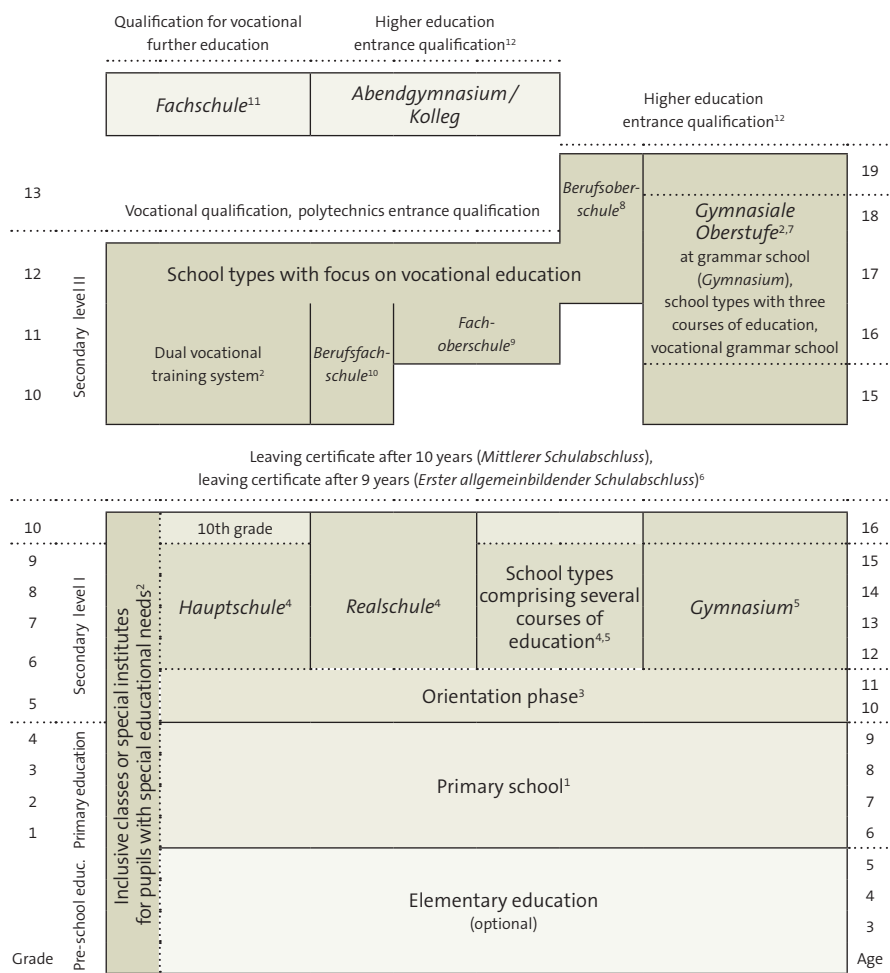 Qualification for vocational
further education
Higher education
entrance qualification¹²
Fachschule¹¹
Abendgymnasium /
Kolleg
Higher education
entrance qualification¹²
13
Vocational qualification, polytechnics entrance qualification
Berufsober-
schule⁸
19
18
Gymnasiale
Oberstufe²,⁷
at grammar school
(Gymnasium),
school types with three
courses of education,
vocational grammar school
17
16
15
Secondary level II
12
11
10
School types with focus on vocational education
Dual vocational
training system²
Berufsfach-
schule¹⁰
Fach-
oberschule⁹
Leaving certificate after 10 years (Mittlerer Schulabschluss),
leaving certificate after 9 years (Erster allgemeinbildender Schulabschluss)⁶
10
10th grade
16
9
8
7
6
5
Secondary level I
Inclusive classes or special institutes
for pupils with special educational needs²
Hauptschule⁴
Realschule⁴
School types
comprising several
courses of
education⁴,⁵
Gymnasium⁵
15
14
13
12
Orientation phase³
11
10
4
3
2
1
Primary education
Primary school¹
9
8
7
6
Pre-school educ.
Elementary education
(optional)
5
4
3
Grade
Age